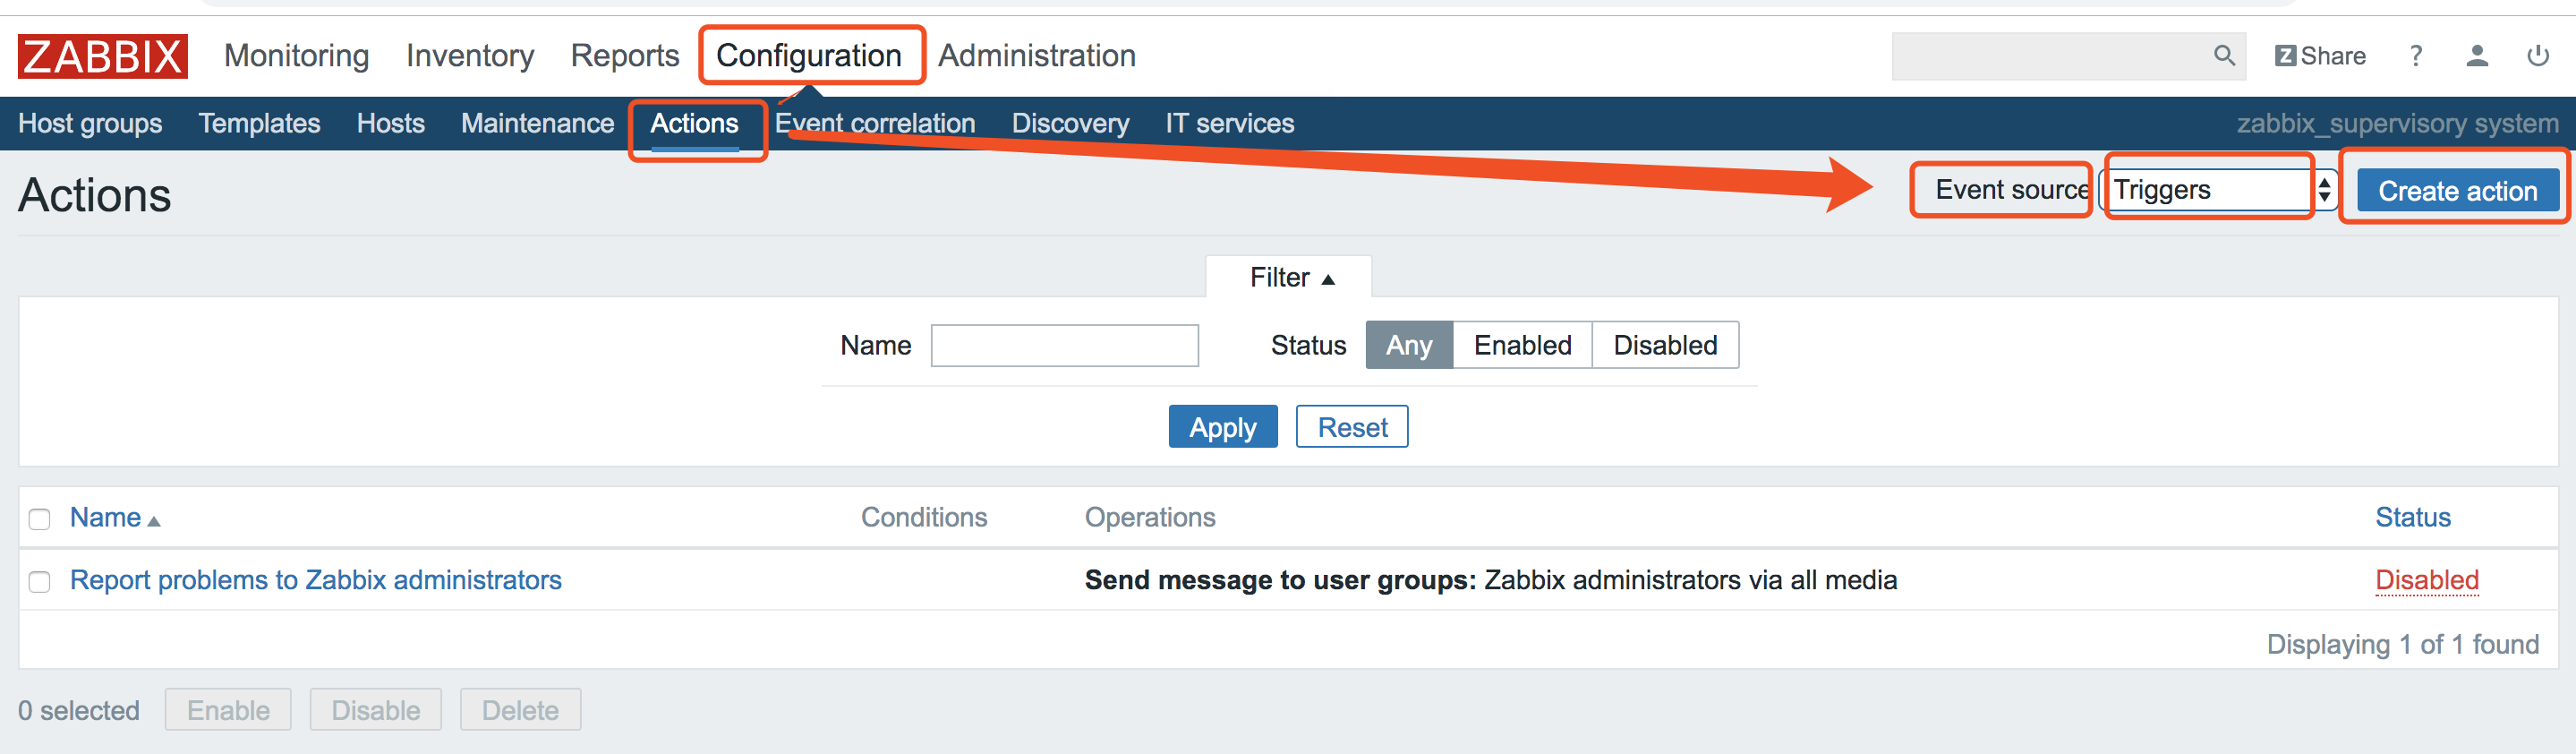 ZABBIX Monitoring Inventory Reports Configuration Administration Z Share ?
Host groups Templates Hosts Maintenance Actions Event correlation Discovery IT services zabbix_supervisory system
Actions Event source Triggers Create action
Filter ▲
Name Status Any Enabled Disabled
Apply Reset
Name ▲ Conditions Operations Status
Report problems to Zabbix administrators Send message to user groups: Zabbix administrators via all media Disabled
Displaying 1 of 1 found
0 selected Enable Disable Delete